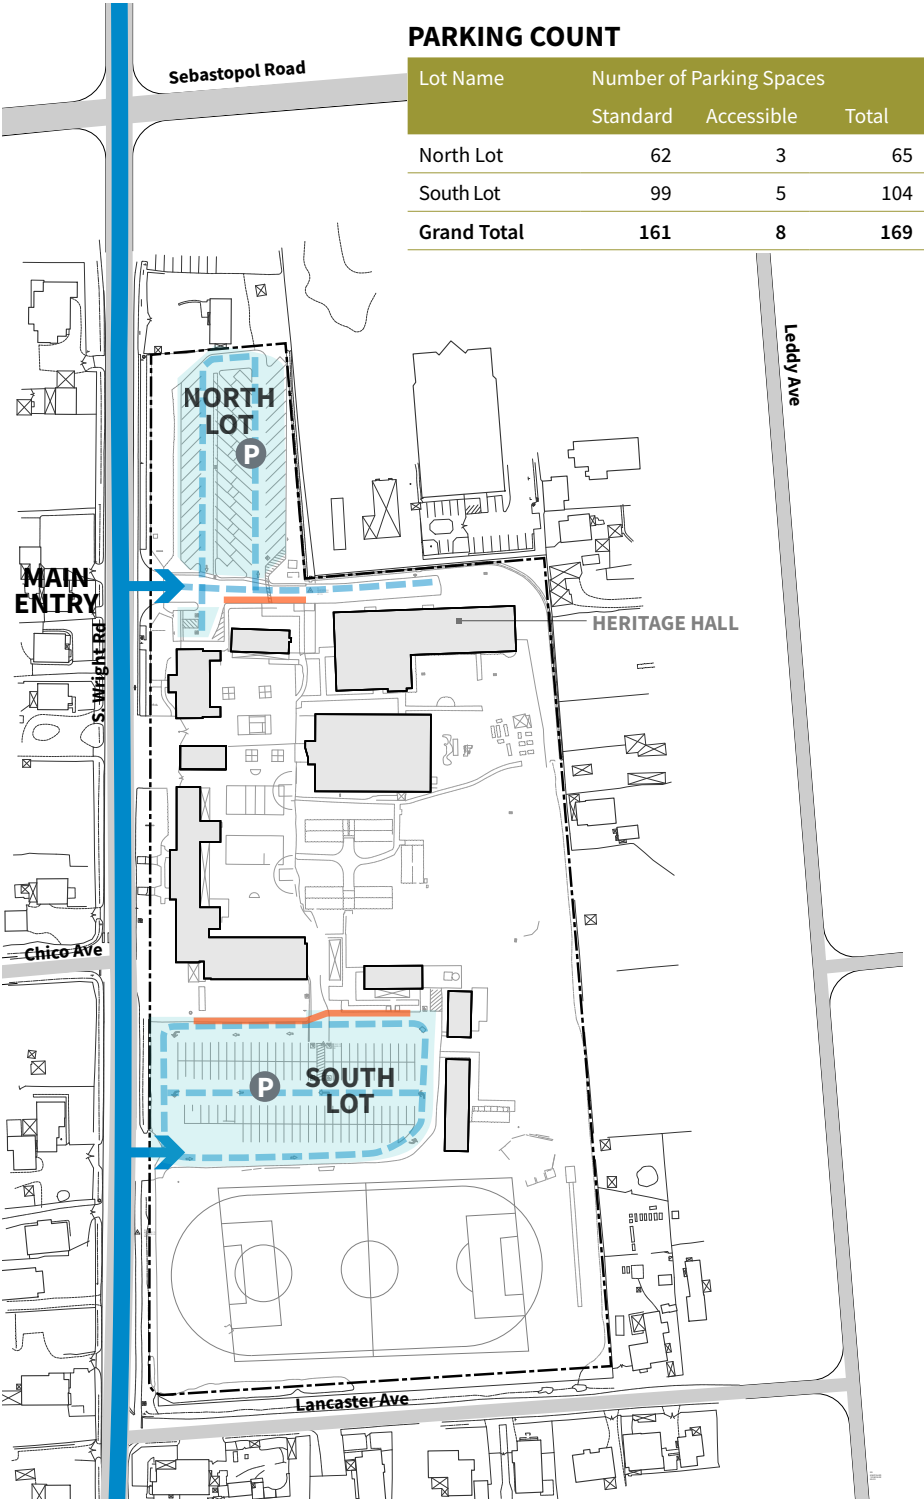 PARKING COUNT
Lot Name Number of Parking Spaces
Standard Accessible Total
North Lot 62 3 65
South Lot 99 5 104
Grand Total 161 8 169
Sebastopol Road
Leddy Ave
NORTH
LOT
P
MAIN
ENTRY
S. Wright Rd
HERITAGE HALL
Chico Ave
P
SOUTH
LOT
Lancaster Ave